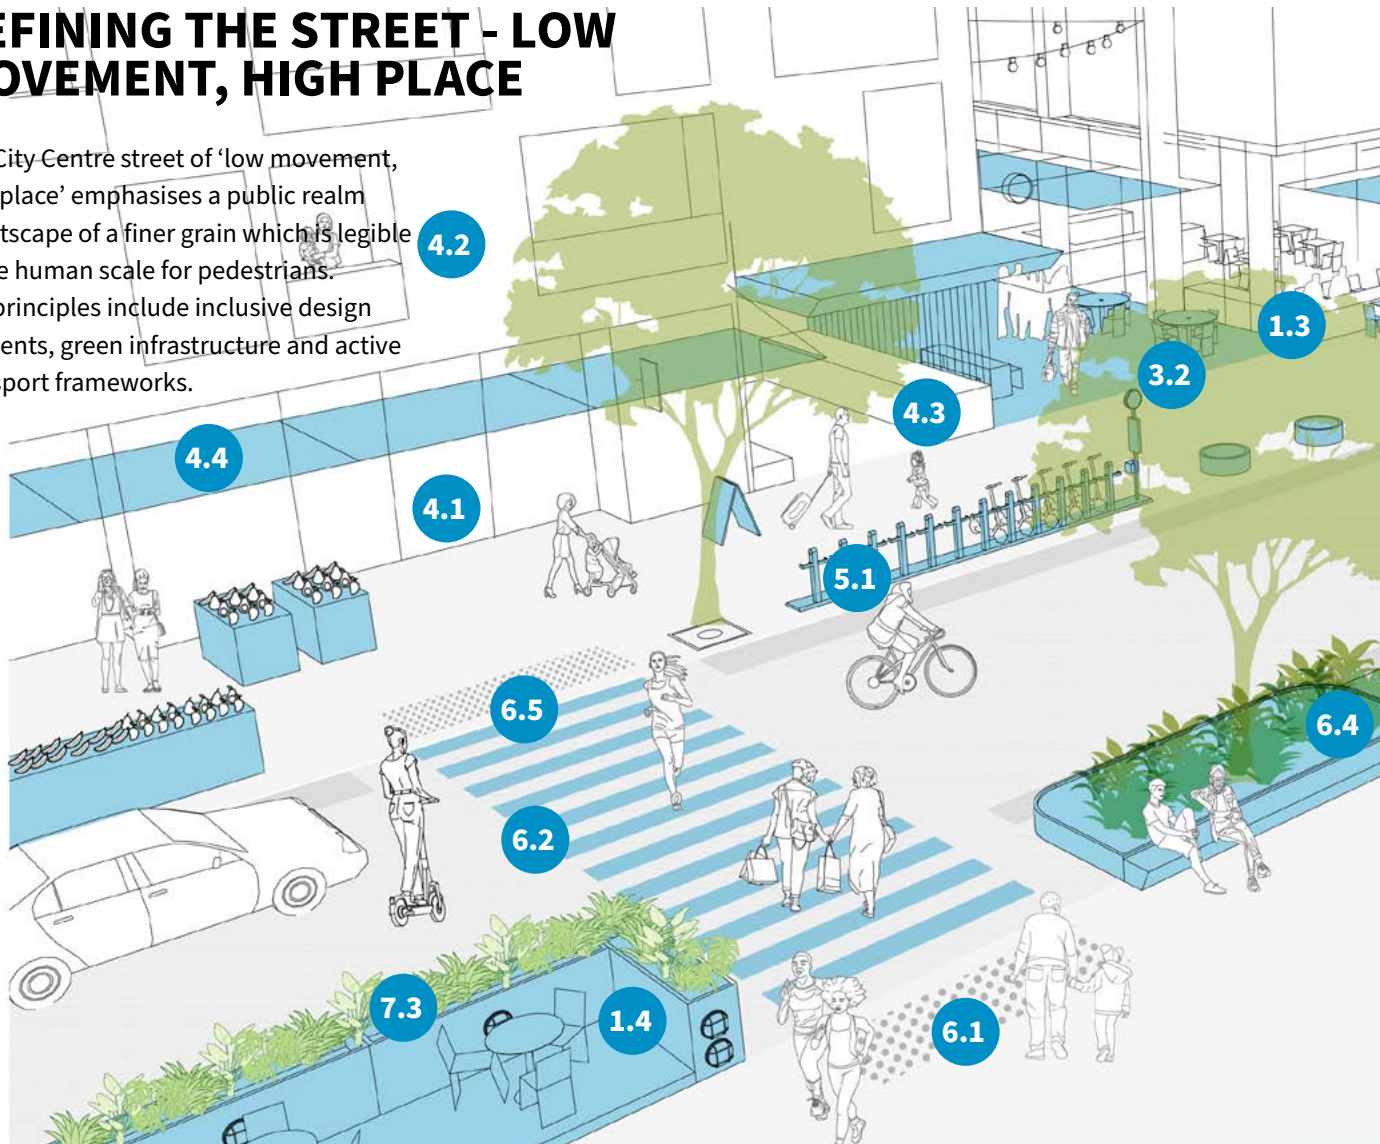 EFINING THE STREET - LOW
OVEMENT, HIGH PLACE
City Centre street of ‘low movement,
place’ emphasises a public realm
tscape of a finer grain which is legible
e human scale for pedestrians.
principles include inclusive design
ents, green infrastructure and active
sport frameworks.
4.2
1.3
3.2
4.3
4.4
4.1
5.1
6.5
6.4
6.2
7.3
1.4
6.1